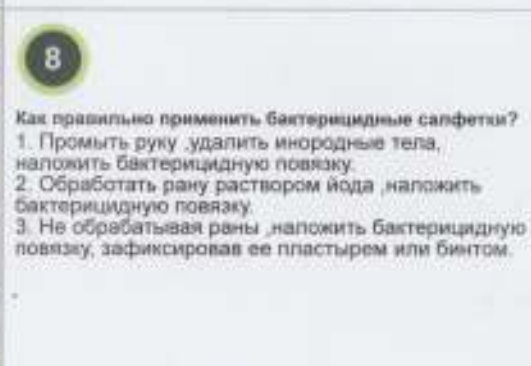 8
Как правильно применить бактерицидные салфетки?
1. Промыть руку ,удалить инородные тела,
наложить бактерицидную повязку.
2. Обработать рану раствором йода ,наложить
бактерицидную повязку.
3. Не обрабатывая раны ,наложить бактерицидную
повязку, зафиксировав ее пластырем или бинтом.